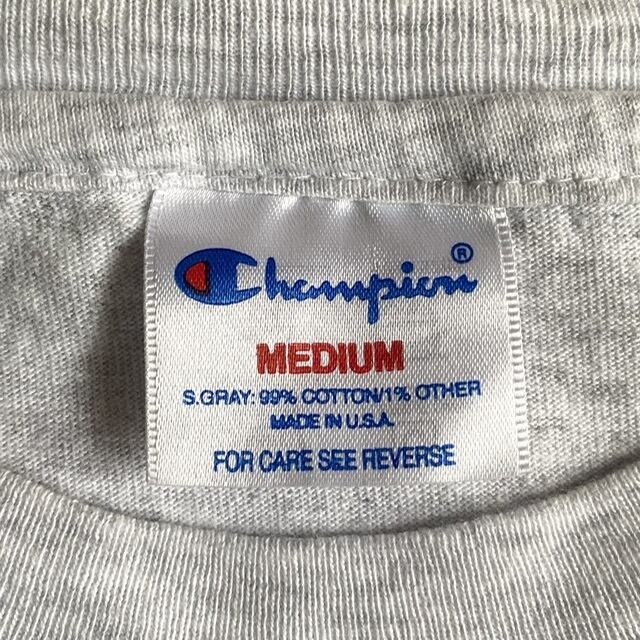 Champion®
MEDIUM
S.GRAY: 99% COTTON/1% OTHER
MADE IN U.S.A.
FOR CARE SEE REVERSE